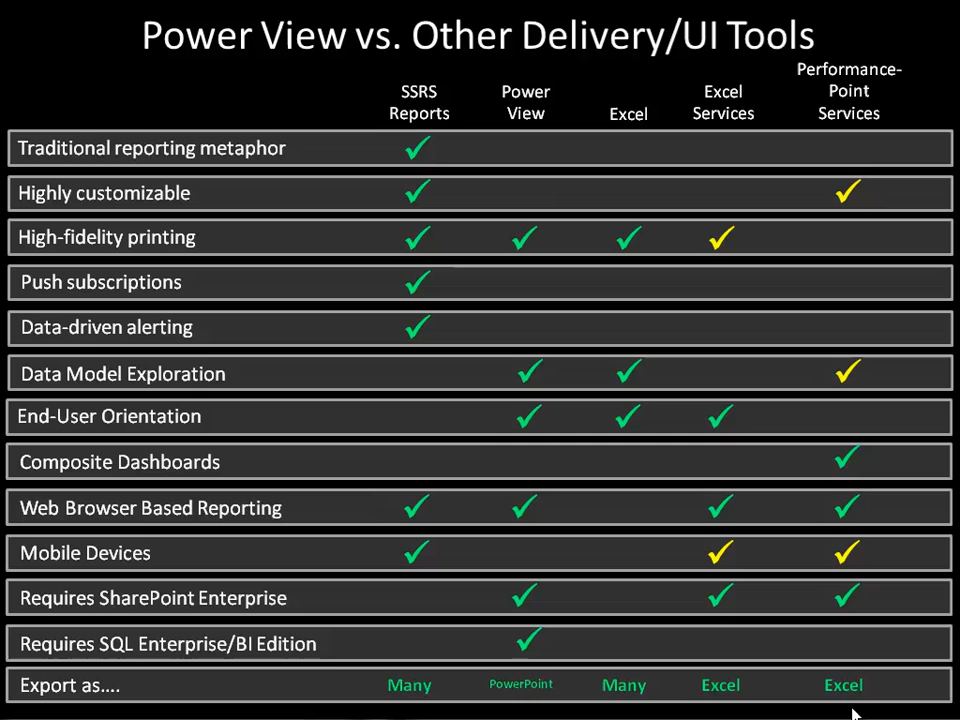 Power View vs. Other Delivery/UI Tools
SSRS Reports
Power View
Excel
Excel Services
Performance-Point Services
Traditional reporting metaphor
Highly customizable
High-fidelity printing
Push subscriptions
Data-driven alerting
Data Model Exploration
End-User Orientation
Composite Dashboards
Web Browser Based Reporting
Mobile Devices
Requires SharePoint Enterprise
Requires SQL Enterprise/BI Edition
Export as.... Many PowerPoint Many Excel Excel